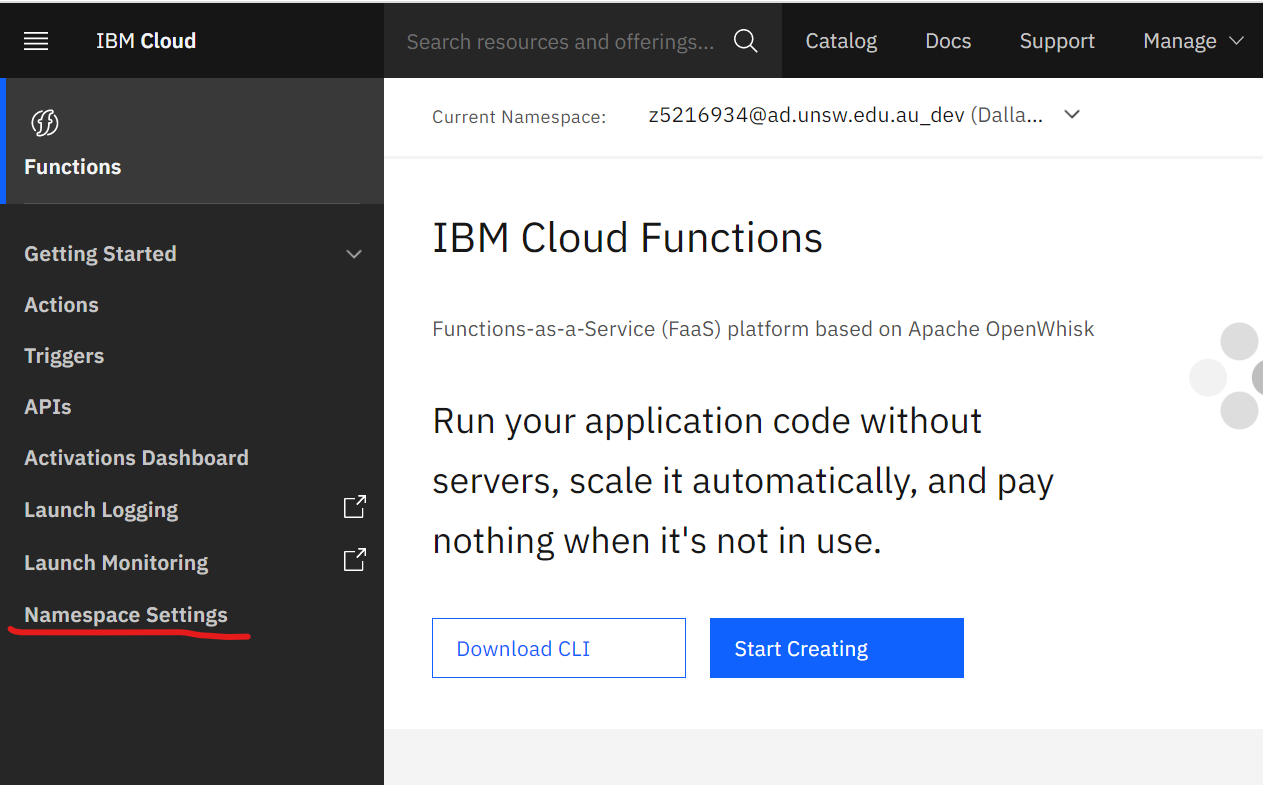 IBM Cloud
Search resources and offerings...
Catalog
Docs
Support
Manage
Functions
Getting Started
Actions
Triggers
APIs
Activations Dashboard
Launch Logging
Launch Monitoring
Namespace Settings
Current Namespace: z5216934@ad.unsw.edu.au_dev (Dalla...
IBM Cloud Functions
Functions-as-a-Service (FaaS) platform based on Apache OpenWhisk
Run your application code without
servers, scale it automatically, and pay
nothing when it's not in use.
Download CLI
Start Creating